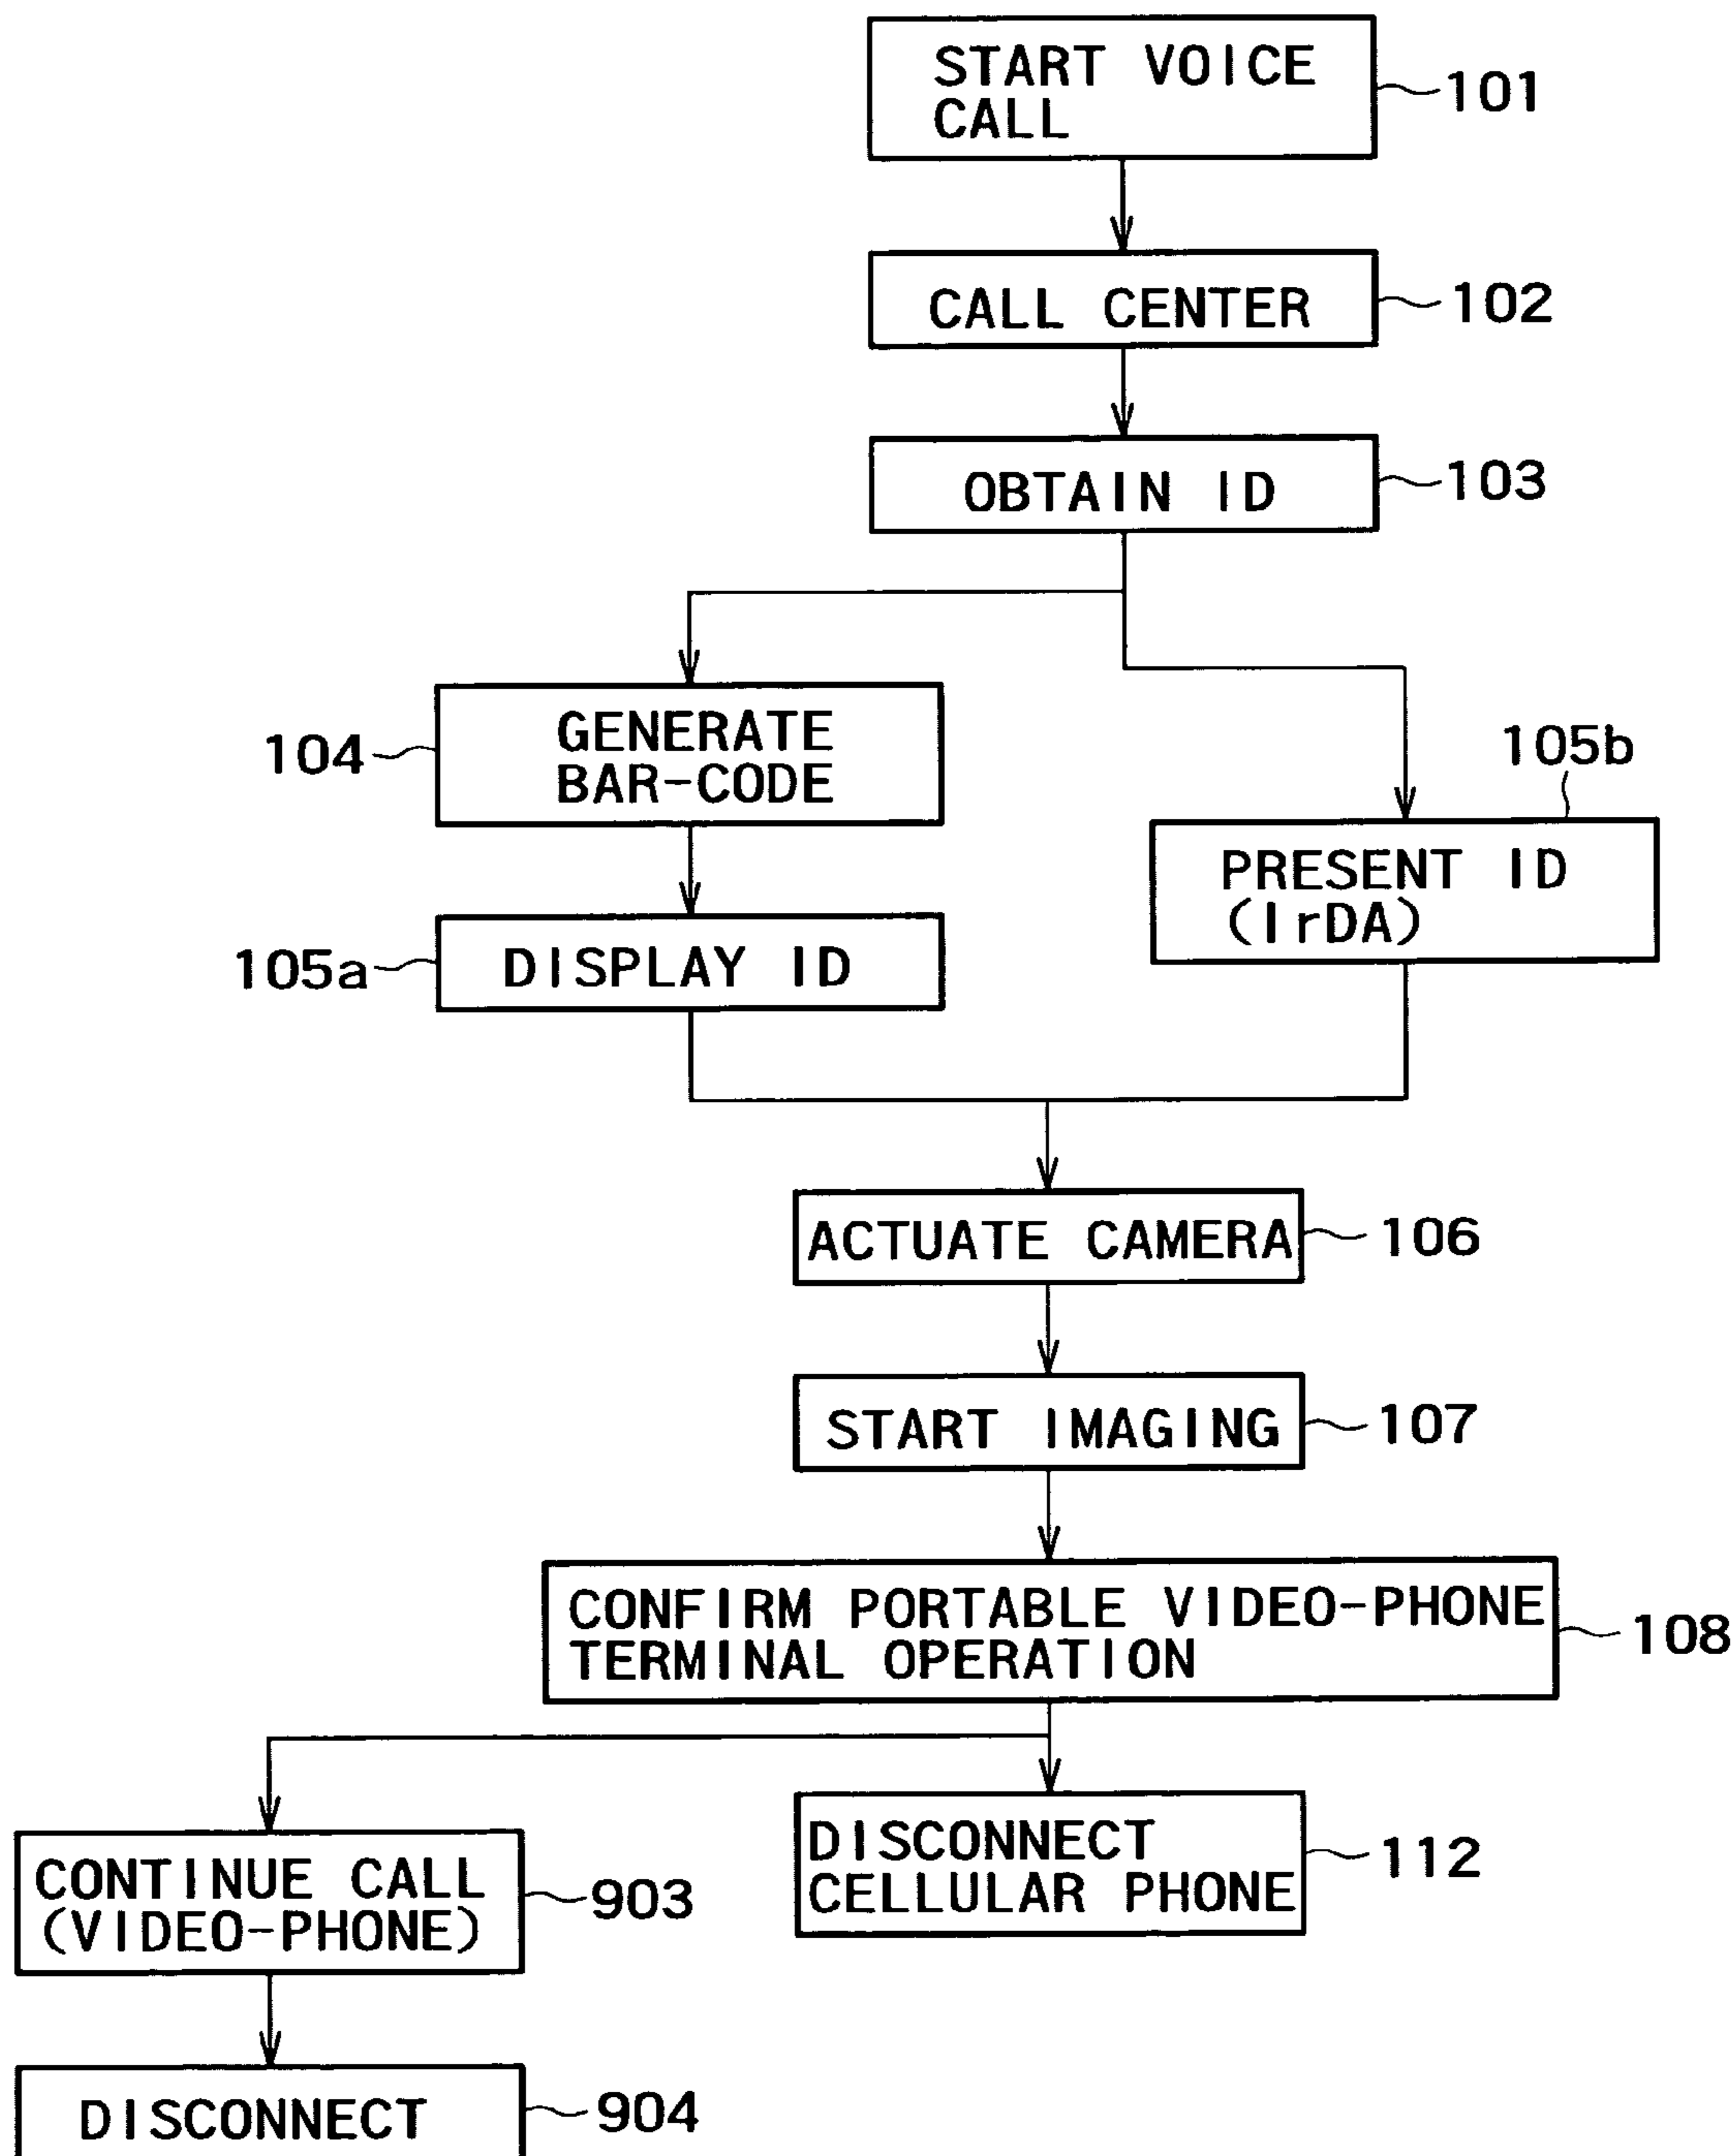 START VOICE
CALL
101
CALL CENTER
102
OBTAIN ID
103
GENERATE
BAR-CODE
104
105b
PRESENT ID
(IrDA)
DISPLAY ID
105a
ACTUATE CAMERA
106
START IMAGING
107
CONFIRM PORTABLE VIDEO-PHONE
TERMINAL OPERATION
108
DISCONNECT
CELLULAR PHONE
112
CONTINUE CALL
(VIDEO-PHONE)
903
DISCONNECT
904